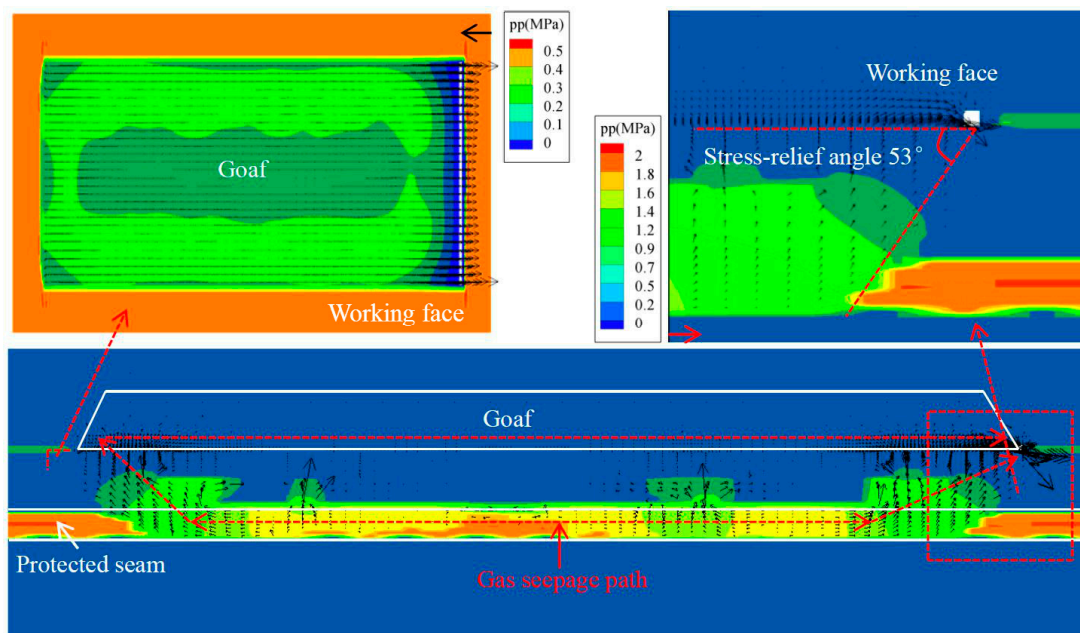 pp(MPa)
0.5
0.4
0.3
0.2
0.1
0
Goaf
Working face
Working face
Stress-relief angle 53°
pp(MPa)
2
1.8
1.6
1.4
1.2
0.9
0.7
0.5
0.2
0
Goaf
Protected seam
Gas seepage path